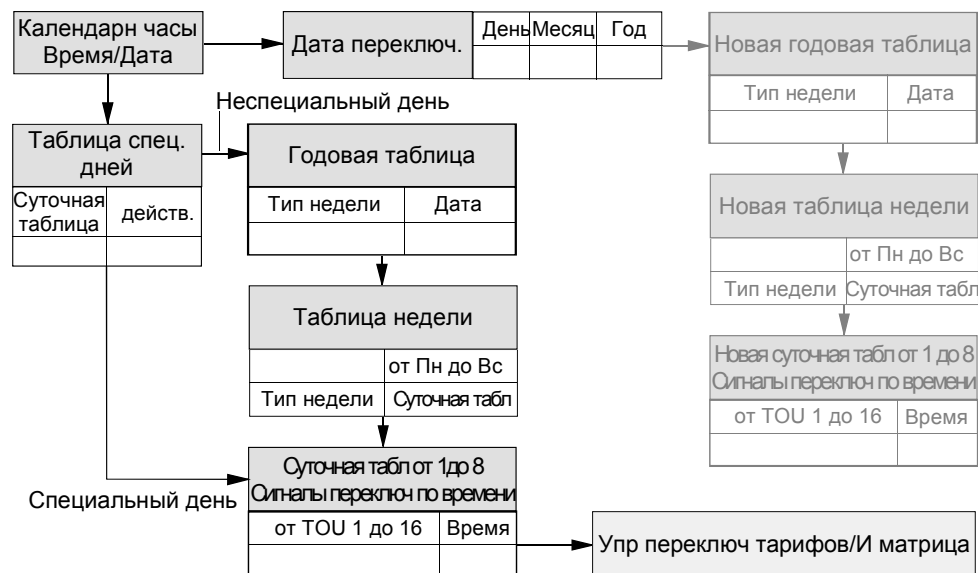 Календарн часы
Время/Дата
Дата переключ.
День Месяц Год
Новая годовая таблица
Тип недели Дата
Неспециальный день
Таблица спец.
дней
Суточная
таблица
действ.
Годовая таблица
Тип недели Дата
Новая таблица недели
от Пн до Вс
Тип недели Суточная табл
Таблица недели
от Пн до Вс
Тип недели Суточная табл
Новая суточная табл от 1 до 8
Сигналы переключ по времени
от TOU 1 до 16 Время
Специальный день
Суточная табл от 1до 8
Сигналы переключ по времени
от TOU 1 до 16 Время
Упр переключ тарифов/И матрица